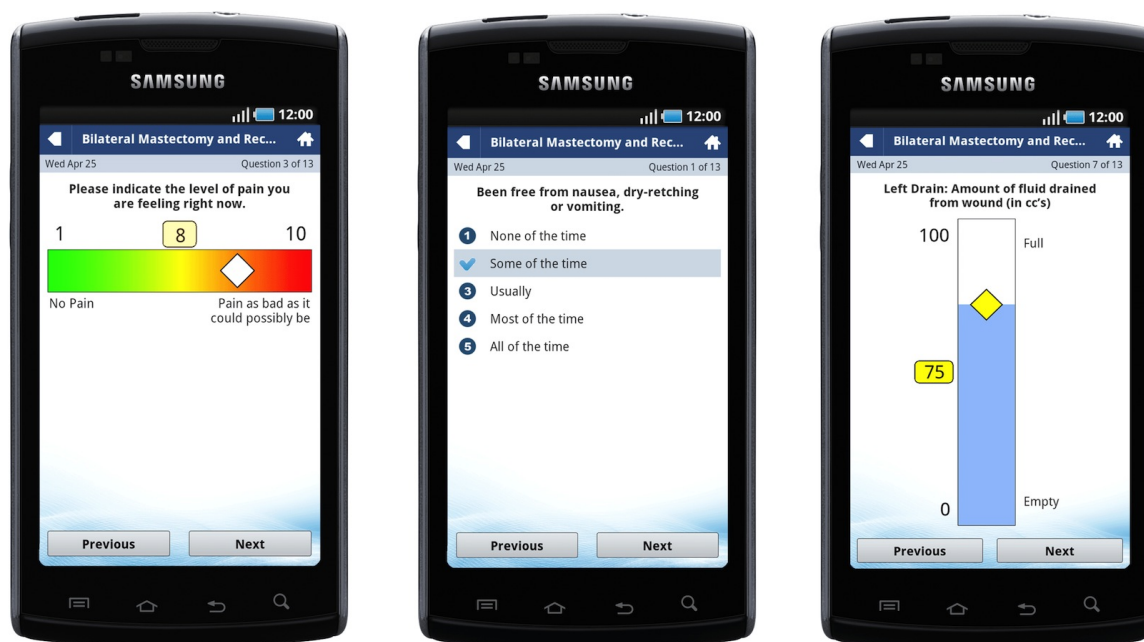 SAMSUNG
12:00
Bilateral Mastectomy and Rec...
Wed Apr 25 Question 3 of 13
Please indicate the level of pain you
are feeling right now.
1 8 10
No Pain Pain as bad as it
could possibly be
Previous Next
SAMSUNG
12:00
Bilateral Mastectomy and Rec...
Wed Apr 25 Question 1 of 13
Been free from nausea, dry-retching
or vomiting.
1 None of the time
Some of the time
3 Usually
4 Most of the time
5 All of the time
Previous Next
SAMSUNG
12:00
Bilateral Mastectomy and Rec...
Wed Apr 25 Question 7 of 13
Left Drain: Amount of fluid drained
from wound (in cc's)
100 Full
75
0 Empty
Previous Next